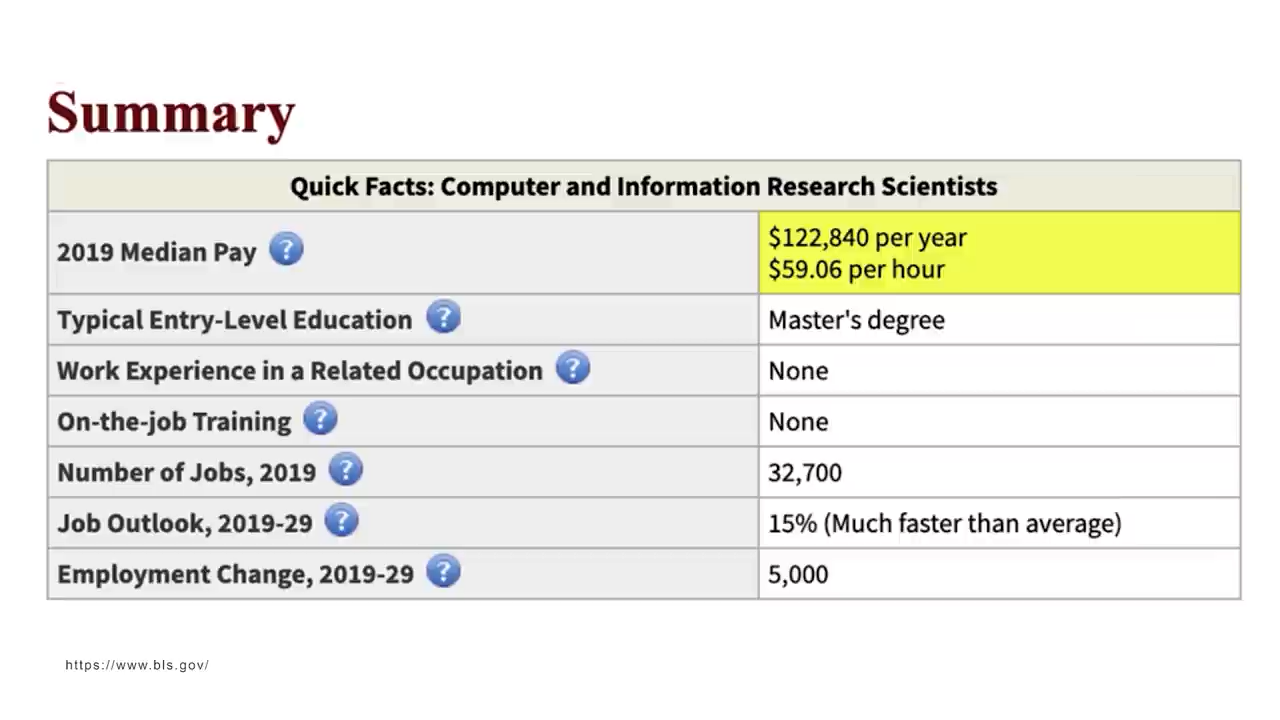 Summary
Quick Facts: Computer and Information Research Scientists
2019 Median Pay ?
$122,840 per year
$59.06 per hour
Typical Entry-Level Education ?
Master's degree
Work Experience in a Related Occupation ?
None
On-the-job Training ?
None
Number of Jobs, 2019 ?
32,700
Job Outlook, 2019-29 ?
15% (Much faster than average)
Employment Change, 2019-29 ?
5,000
https://www.bls.gov/